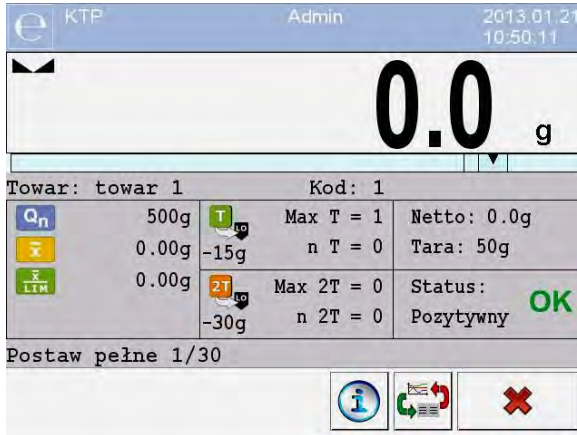 e KTP Admin 2013.01.21
10:50:11
0.0 g
Towar: towar 1 Kod: 1
Qn 500g T LO Max T = 1 Netto: 0.0g
x̄ 0.00g -15g n T = 0 Tara: 50g
x̄ LIM 0.00g 2T LO Max 2T = 0 Status: OK
-30g n 2T = 0 Pozytywny
Postaw pełne 1/30
i